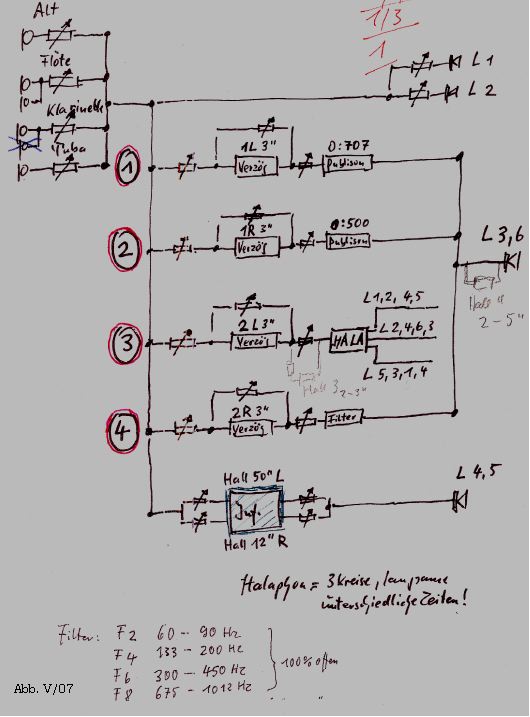 Alt
1/3
1
Flöte
L 1
L 2
Klarinette
Tuba
1
1L 3"
Verzög
0:707
Publison
2
1R 3"
Verzög
0:500
Publison
L 3,6
Hall 4
2-5"
3
2L 3"
Verzög
HALA
L 1,2, 4,5
L 2,4,6,3
L 5,3,1,4
Hall 3
2-3"
4
2R 3"
Verzög
Filter
Hall 50" L
Hall 12" R
L 4,5
Halaphon = 3 Kreise, langsame
unterschiedliche Zeiten!
Filter: F2 60 – 90 Hz
F4 133 – 200 Hz
F6 300 – 450 Hz
F8 675 – 1012 Hz
100% offen
Abb. V/07